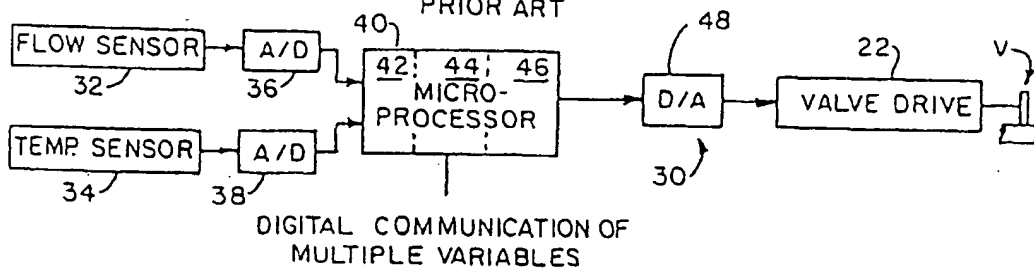 PRIOR ART
40
48
22
V
FLOW SENSOR
A/D
32
36
42 44 46
MICRO-
PROCESSOR
D/A
VALVE DRIVE
TEMP. SENSOR
A/D
34
38
30
DIGITAL COMMUNICATION OF
MULTIPLE VARIABLES